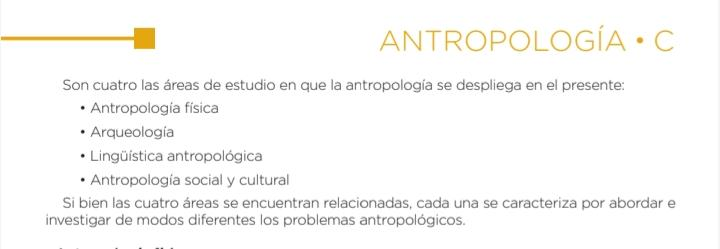 ANTROPOLOGÍA • C
Son cuatro las áreas de estudio en que la antropología se despliega en el presente:
• Antropología física
• Arqueología
• Lingüística antropológica
• Antropología social y cultural
Si bien las cuatro áreas se encuentran relacionadas, cada una se caracteriza por abordar e
investigar de modos diferentes los problemas antropológicos.